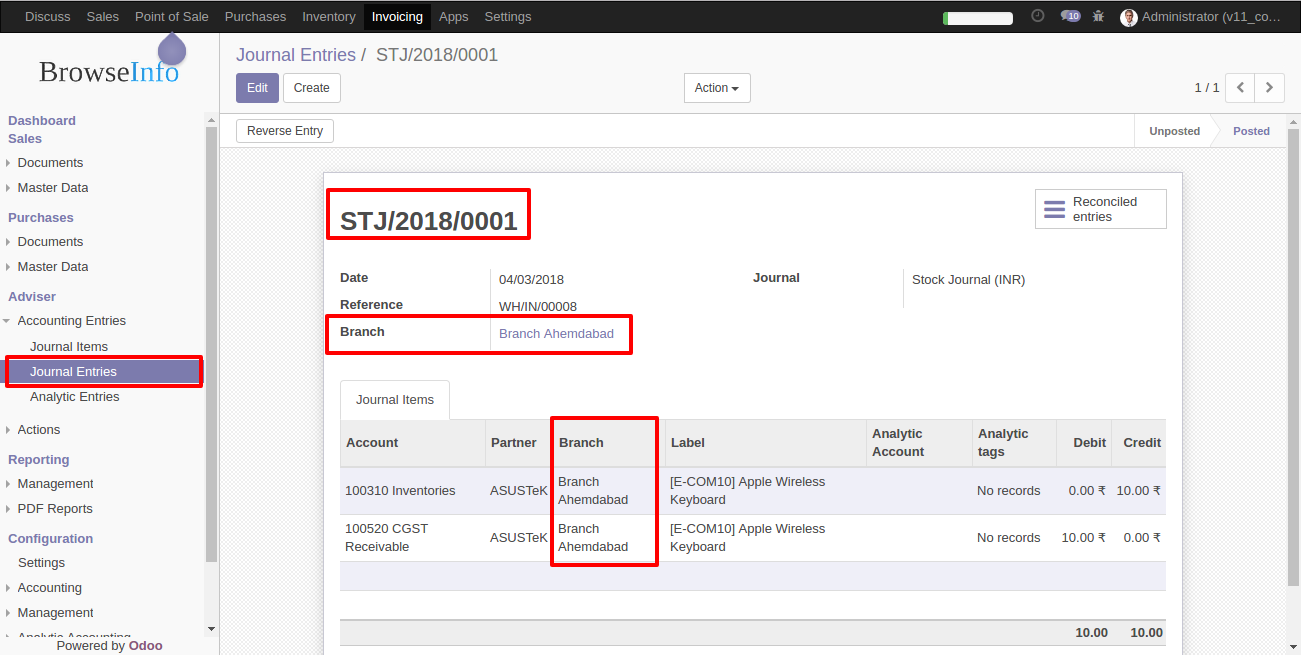 Discuss Sales Point of Sale Purchases Inventory Invoicing Apps Settings 10 Administrator (v11_co...
BrowseInfo
Journal Entries / STJ/2018/0001
Edit Create Action 1 / 1
Reverse Entry Unposted Posted
Dashboard
Sales
Documents
Master Data
Purchases
Documents
Master Data
Adviser
Accounting Entries
Journal Items
Journal Entries
Analytic Entries
Actions
Reporting
Management
PDF Reports
Configuration
Settings
Accounting
Management
Analytic Accounting
Powered by Odoo
STJ/2018/0001
Reconciled
entries
Date 04/03/2018 Journal Stock Journal (INR)
Reference WH/IN/00008
Branch Branch Ahemdabad
Journal Items
Account Partner Branch Label Analytic Account Analytic tags Debit Credit
100310 Inventories ASUSTeK Branch Ahemdabad [E-COM10] Apple Wireless Keyboard No records 0.00 ₹ 10.00 ₹
100520 CGST Receivable ASUSTeK Branch Ahemdabad [E-COM10] Apple Wireless Keyboard No records 10.00 ₹ 0.00 ₹
10.00 10.00